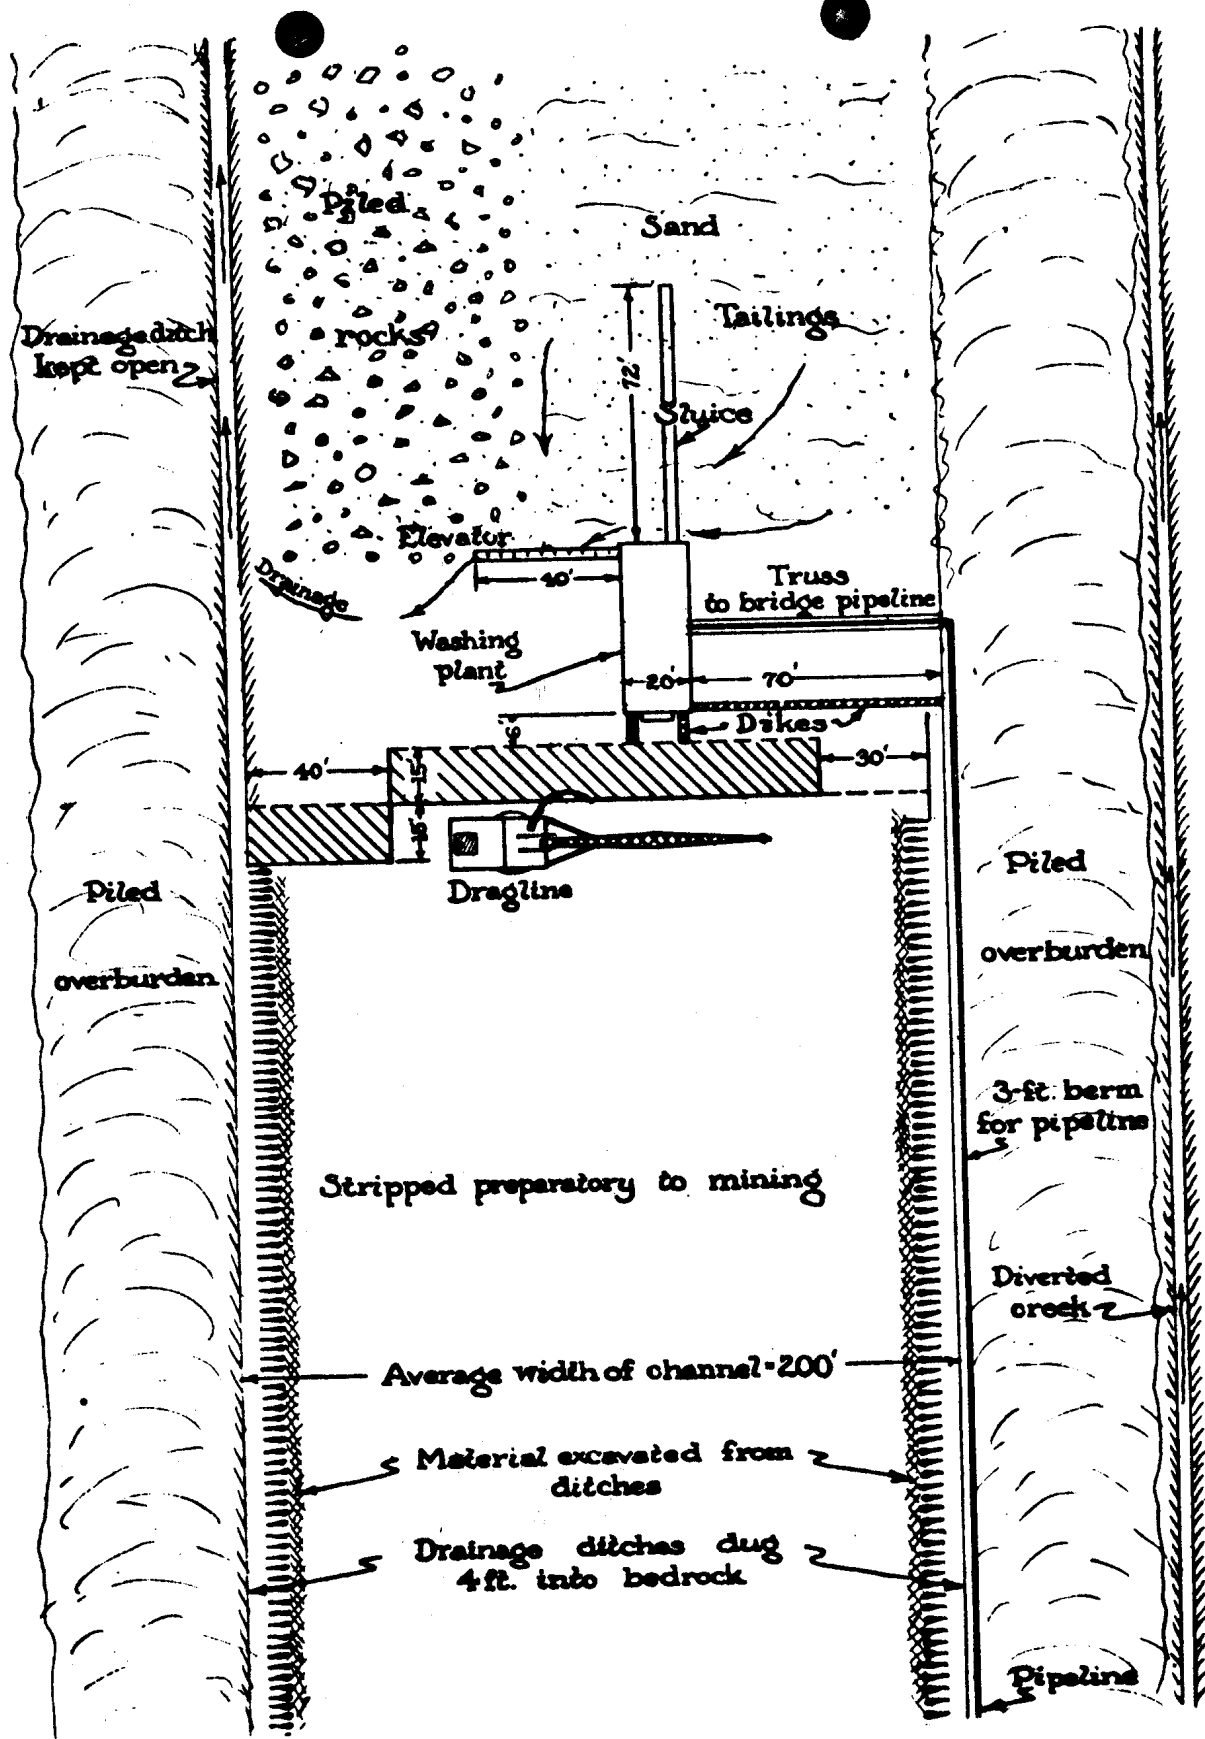 Piled
rocks
Sand
Tailings
Drainage ditch
kept open
72'
Sluice
Elevator
40'
Drainage
Truss
to bridge pipeline
Washing
plant
20'
70'
6'
Dikes
40'
15'
30'
15'
Dragline
Piled
overburden
Piled
overburden
3-ft. berm
for pipeline
Stripped preparatory to mining
Diverted
creek
Average width of channel=200'
Material excavated from
ditches
Drainage ditches dug
4 ft. into bedrock
Pipeline